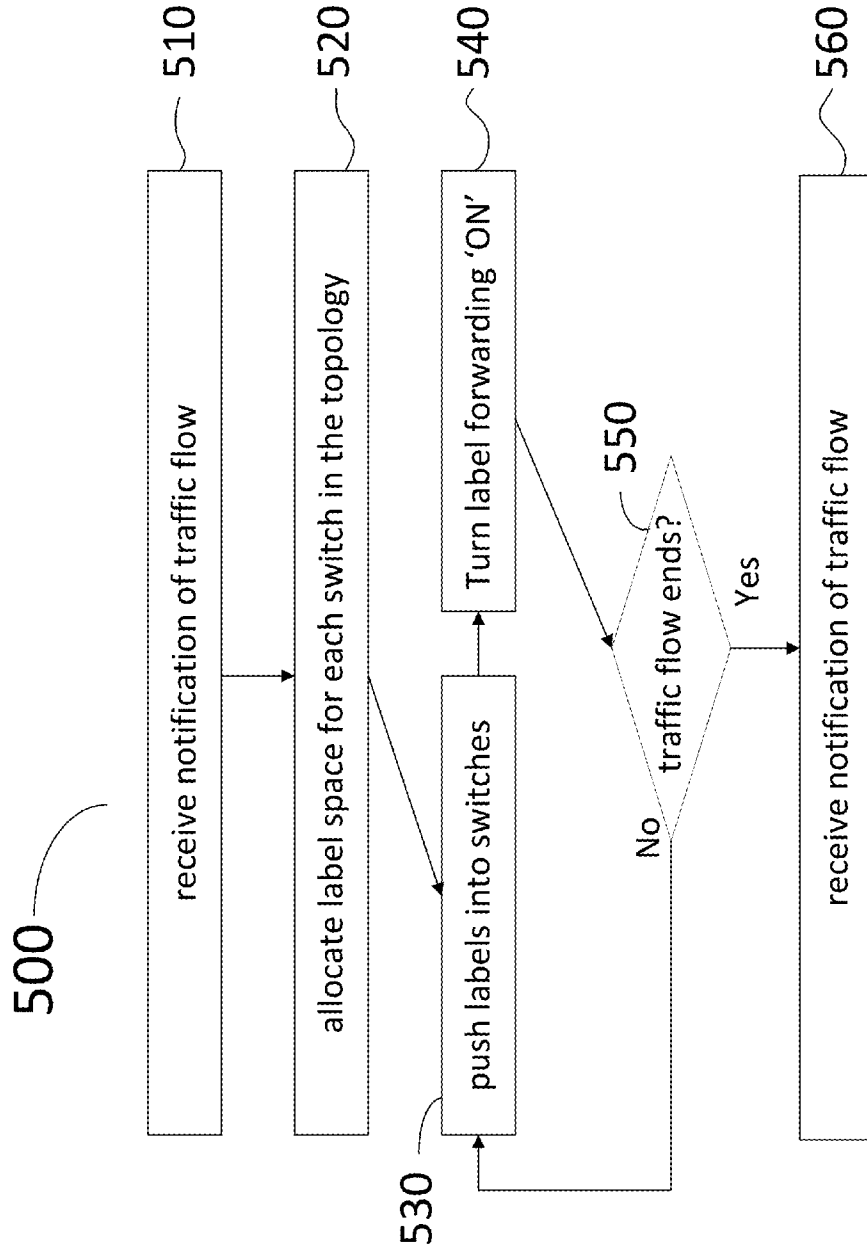 500
receive notification of traffic flow
510
allocate label space for each switch in the topology
520
530
push labels into switches
Turn label forwarding ‘ON’
540
550
traffic flow ends?
No
Yes
receive notification of traffic flow
560